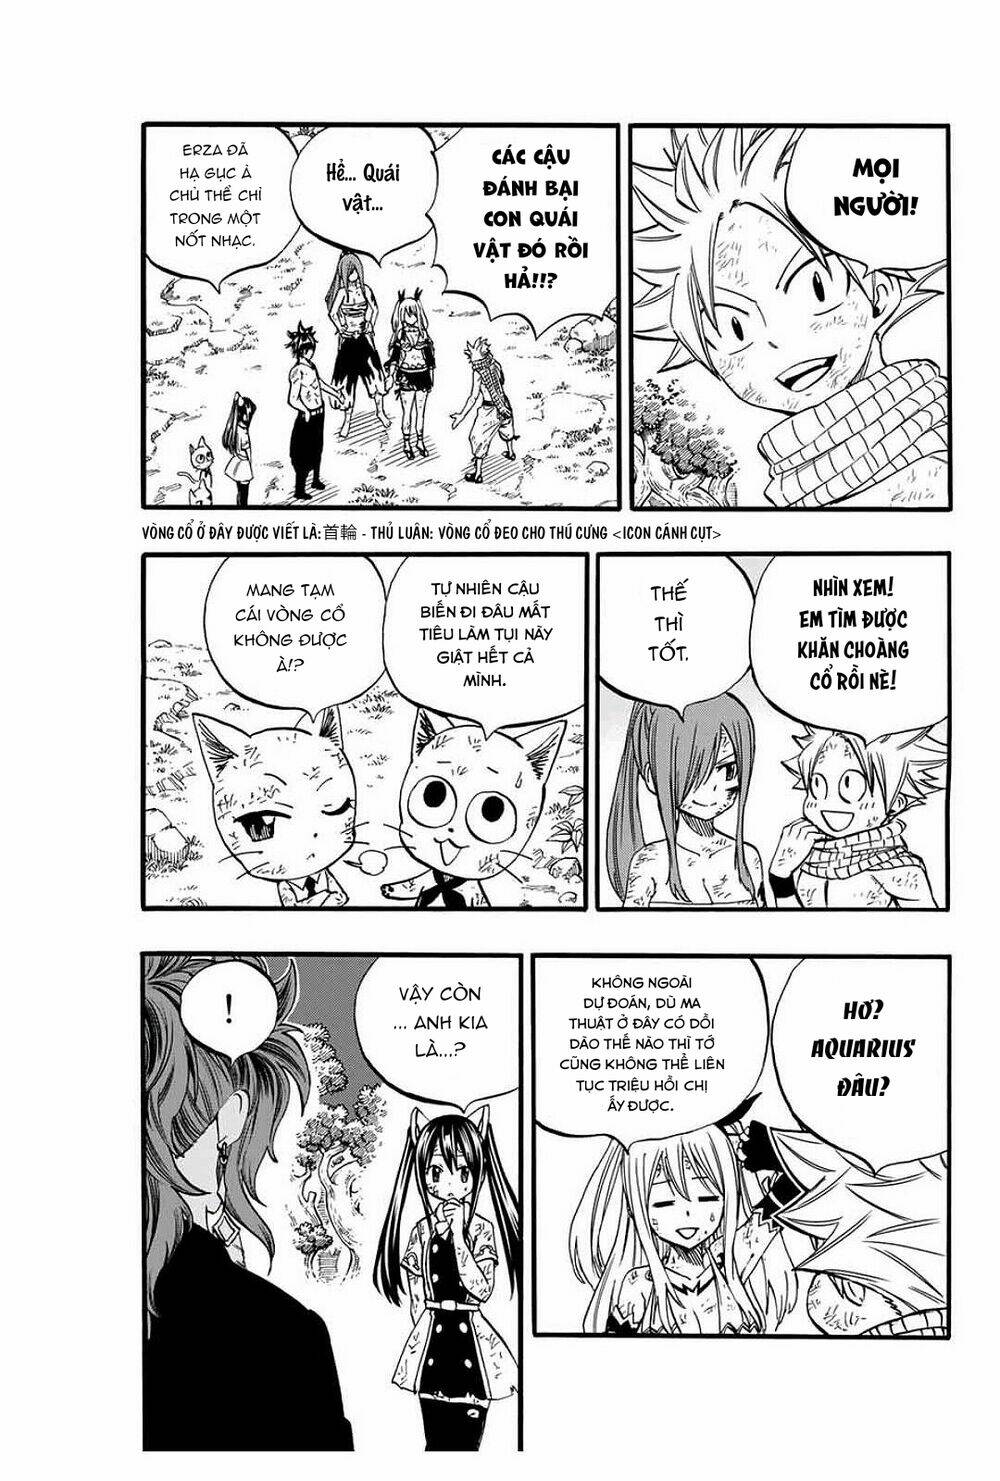 MỌI
NGƯỜI!
CÁC CẬU
ĐÁNH BẠI
CON QUÁI
VẬT ĐÓ RỒI
HẢ!!!?
Hể... Quái
vật...
ERZA ĐÃ
HẠ GỤC Ả
CHỦ THỂ CHỈ
TRONG MỘT
NỐT NHẠC.
VÒNG CỔ Ở ĐÂY ĐƯỢC VIẾT LÀ:首輪 - THỦ LUÂN: VÒNG CỔ ĐEO CHO THÚ CƯNG <ICON CÁNH CỤT>
NHÌN XEM!
EM TÌM ĐƯỢC
KHĂN CHOÀNG
CỔ RỒI NÈ!
THẾ
THÌ
TỐT.
TỰ NHIÊN CẬU
BIẾN ĐI ĐÂU MẤT
TIÊU LÀM TỤI NÀY
GIẬT HẾT CẢ
MÌNH.
MANG TẠM
CÁI VÒNG CỔ
KHÔNG ĐƯỢC
À!?
HƠ?
AQUARIUS
ĐÂU?
KHÔNG NGOÀI
DỰ ĐOÁN, DÙ MA
THUẬT Ở ĐÂY CÓ DỒI
DÀO THẾ NÀO THÌ TỚ
CŨNG KHÔNG THỂ LIÊN
TỤC TRIỆU HỒI CHỊ
ẤY ĐƯỢC.
VẬY CÒN
... ANH KIA
LÀ...?
!